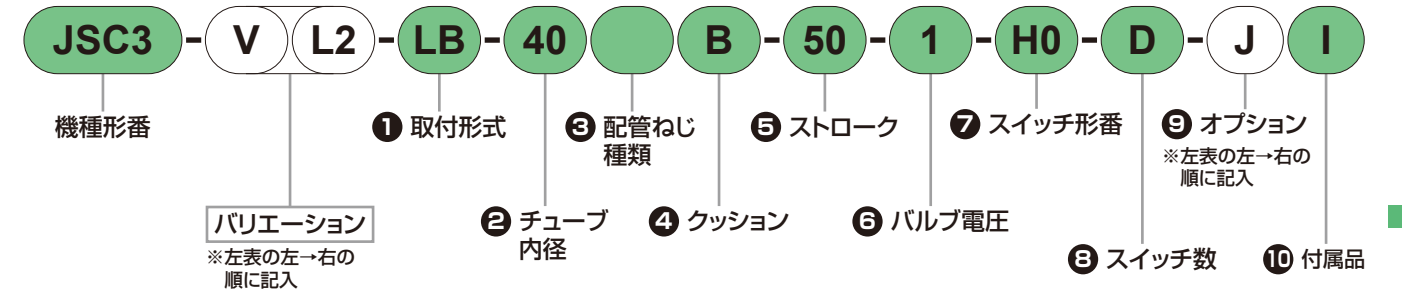 JSC3-VL2-LB-40 B-50-1-H0-D-JI
機種形番
バリエーション
※左表の左→右の
順に記入
❶ 取付形式
❷ チューブ
内径
❸ 配管ねじ
種類
❹ クッション
❺ ストローク
❻ バルブ電圧
❼ スイッチ形番
❽ スイッチ数
❾ オプション
※左表の左→右の
順に記入
❿ 付属品